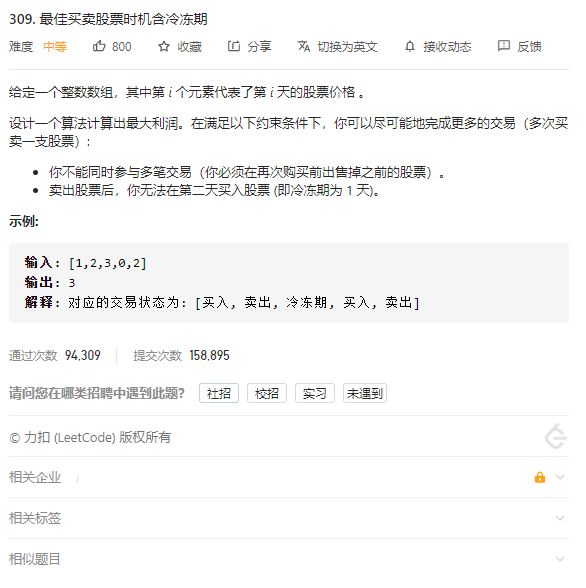 309. 最佳买卖股票时机含冷冻期
难度 中等 800 收藏 分享 切换为英文 接收动态 反馈
给定一个整数数组，其中第 i 个元素代表了第 i 天的股票价格 。
设计一个算法计算出最大利润。在满足以下约束条件下，你可以尽可能地完成更多的交易（多次买
卖一支股票）:
• 你不能同时参与多笔交易（你必须在再次购买前出售掉之前的股票）。
• 卖出股票后，你无法在第二天买入股票 (即冷冻期为 1 天)。
示例:
输入: [1,2,3,0,2]
输出: 3
解释: 对应的交易状态为: [买入, 卖出, 冷冻期, 买入, 卖出]
通过次数 94,309 提交次数 158,895
请问您在哪类招聘中遇到此题？ 社招 校招 实习 未遇到
© 力扣 (LeetCode) 版权所有
相关企业 i
相关标签
相似题目